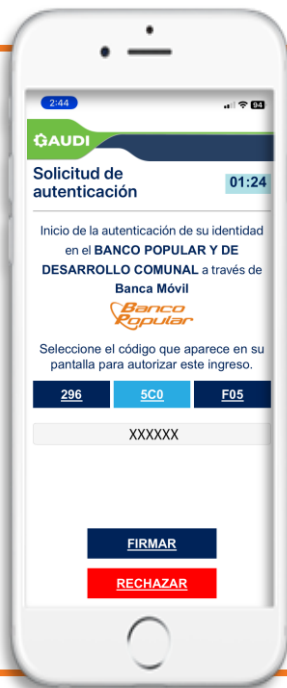 2:44
94
GAUDI
Solicitud de
autenticación
01:24
Inicio de la autenticación de su identidad
en el BANCO POPULAR Y DE
DESARROLLO COMUNAL a través de
Banca Móvil
Banco
Popular
Seleccione el código que aparece en su
pantalla para autorizar este ingreso.
296 5C0 F05
XXXXXX
FIRMAR
RECHAZAR